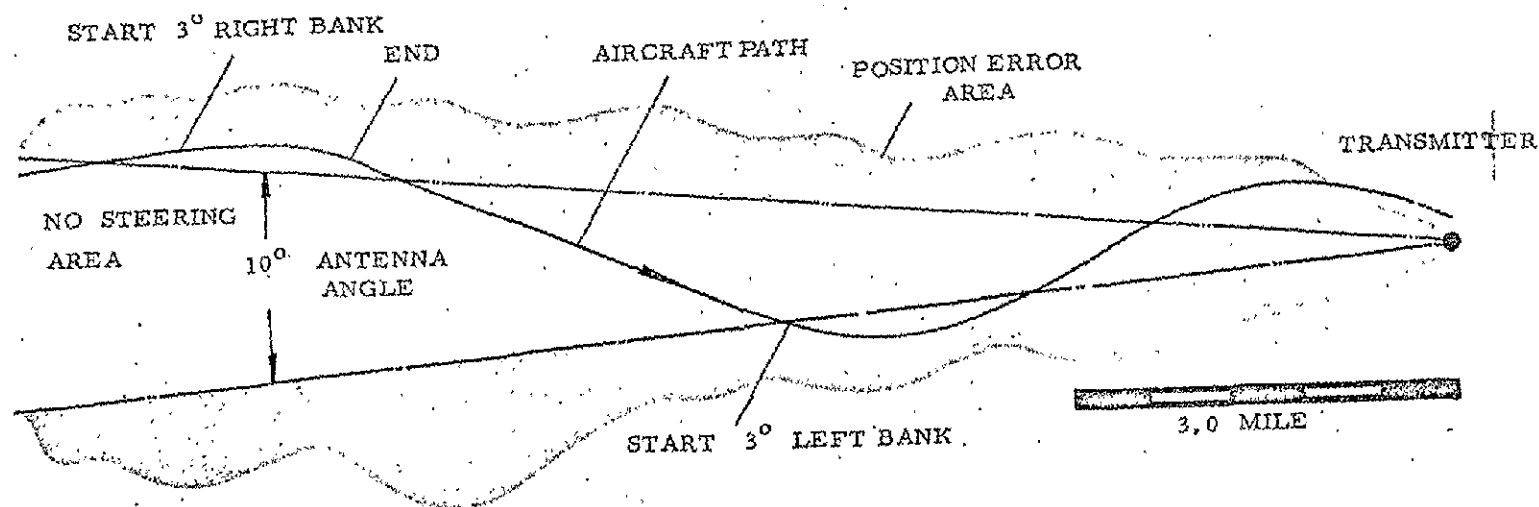 START 3° RIGHT BANK
END
AIRCRAFT PATH
POSITION ERROR
AREA
TRANSMITTER
NO STEERING
AREA
10° ANTENNA
ANGLE
START 3° LEFT BANK
3.0 MILE